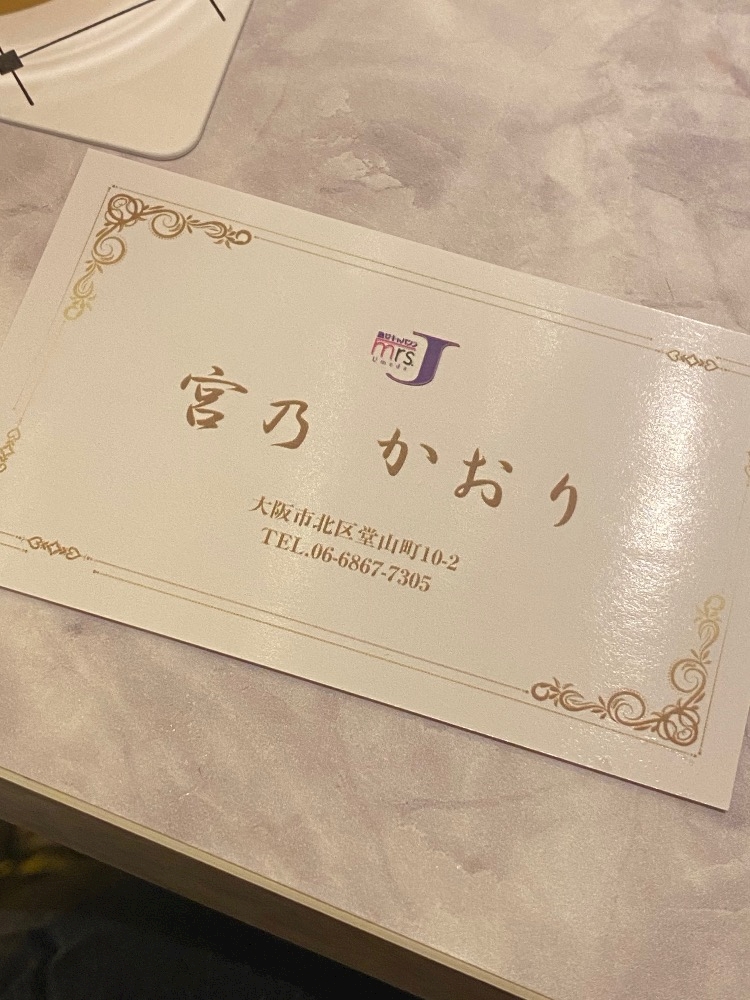 mrs.J
Umeda
宮乃 かおり
大阪市北区堂山町10-2
TEL.06-6867-7305